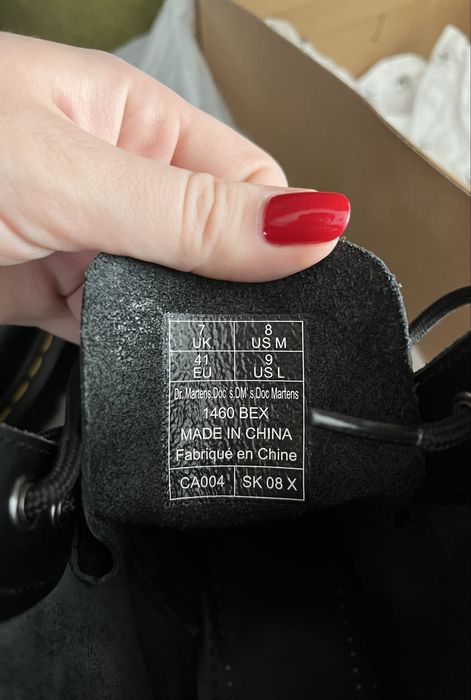 7 8
UK US M
41 9
EU US L
Dr. Martens.Doc' s.DM' s.Doc Martens
1460 BEX
MADE IN CHINA
Fabriqué en Chine
CA004 SK 08 X